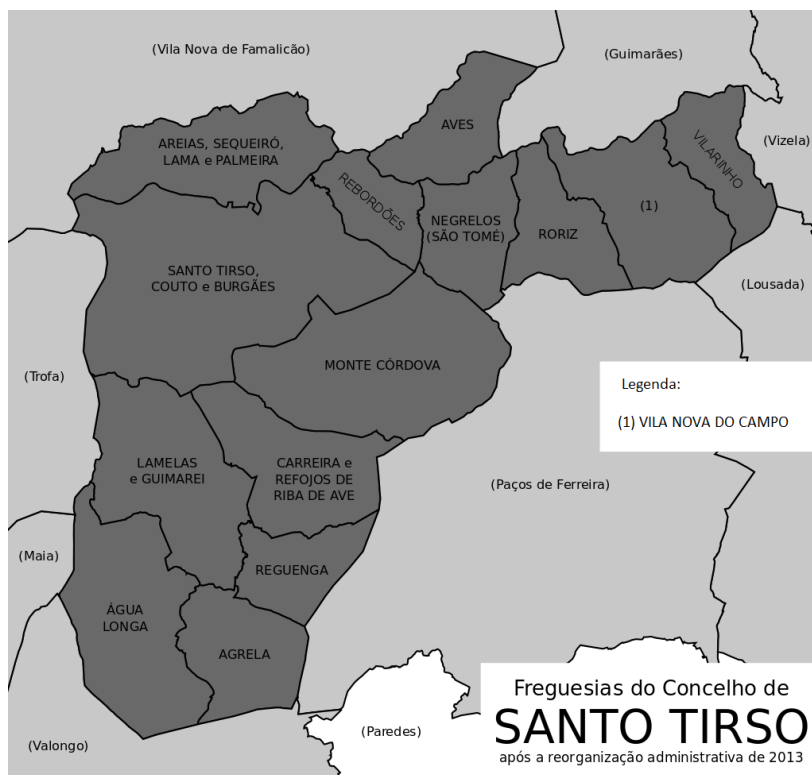 (Vila Nova de Famalicão)
(Guimarães)
AVES
AREIAS, SEQUEIRÓ,
LAMA e PALMEIRA
(Vizela)
VILARINHO
REBORDÕES
(1)
NEGRELOS
(SÃO TOMÉ)
RORIZ
SANTO TIRSO,
COUTO e BURGÃES
(Lousada)
(Trofa)
MONTE CÓRDOVA
Legenda:
(1) VILA NOVA DO CAMPO
LAMELAS
e GUIMAREI
CARREIRA e
REFOJOS DE
RIBA DE AVE
(Paços de Ferreira)
(Maia)
REGUENGA
ÁGUA
LONGA
AGRELA
Freguesias do Concelho de
SANTO TIRSO
após a reorganização administrativa de 2013
(Paredes)
(Valongo)